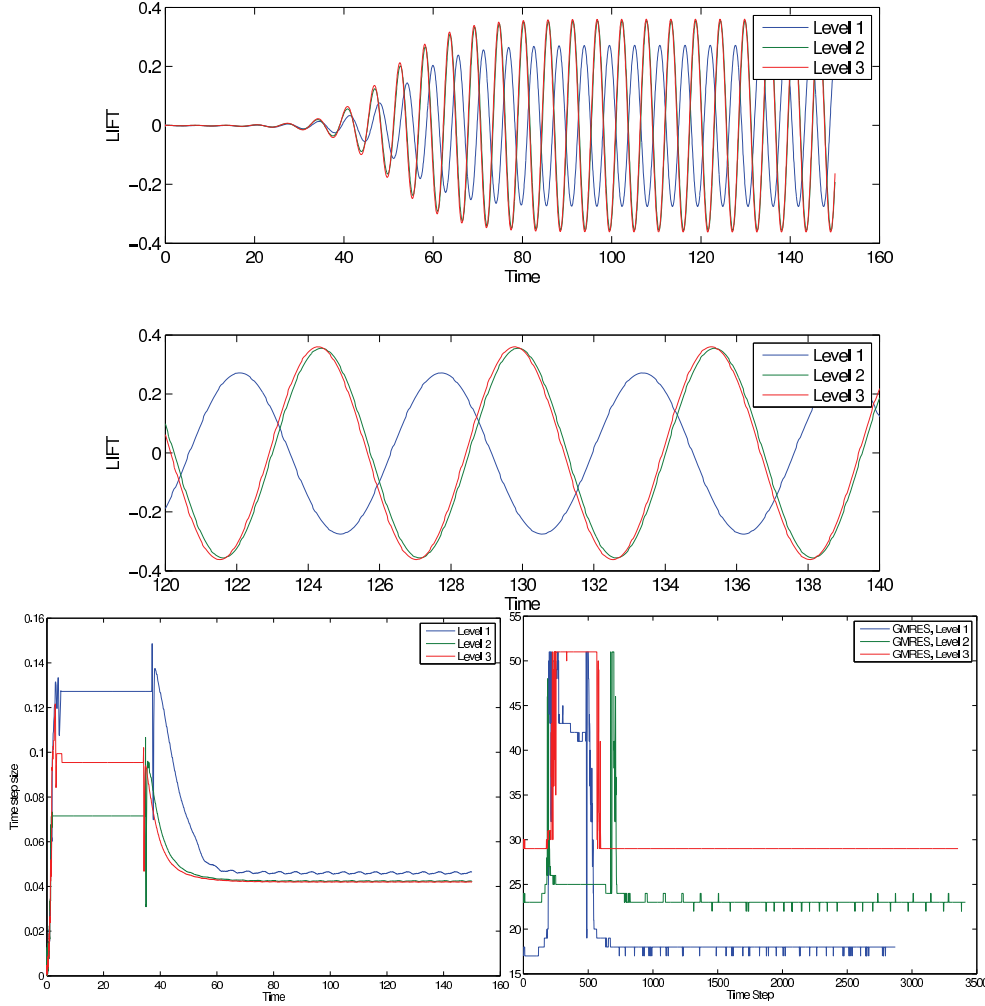 0.4
0.2
0
−0.2
−0.4
LIFT
0 20 40 60 80 100 120 140 160
Time
Level 1
Level 2
Level 3
0.4
0.2
0
−0.2
−0.4
LIFT
120 122 124 126 128 130 132 134 136 138 140
Time
Level 1
Level 2
Level 3
0.16
0.14
0.12
0.1
0.08
0.06
0.04
0.02
0
Time step size
0 20 40 60 80 100 120 140 160
Time
Level 1
Level 2
Level 3
55
50
45
40
35
30
25
20
15
0 500 1000 1500 2000 2500 3000 350
Time Step
GMRES, Level 1
GMRES, Level 2
GMRES, Level 3